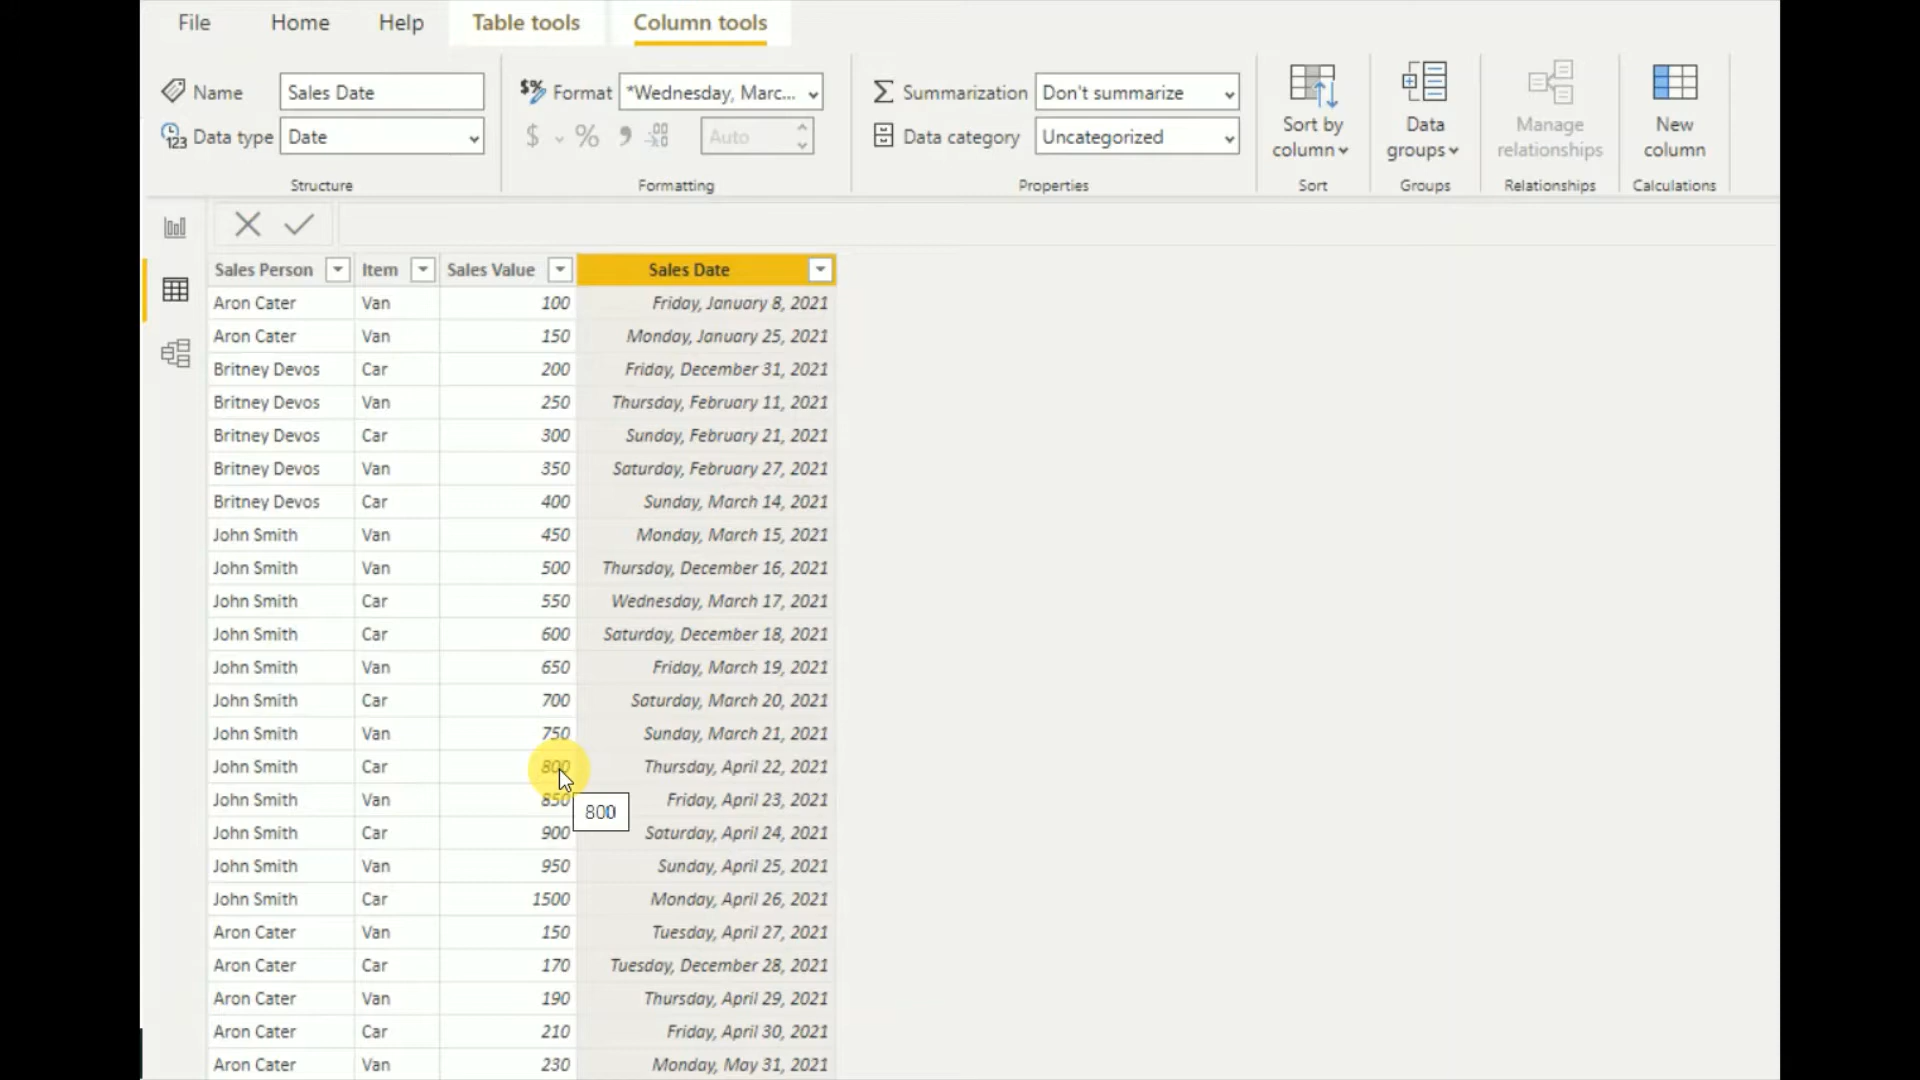 File Home Help Table tools Column tools
Name Sales Date Format *Wednesday, Marc... Summarization Don't summarize
Data type Date $ % Auto Data category Uncategorized
Sort by column Data groups Manage relationships New column
Structure Formatting Properties Sort Groups Relationships Calculations
Sales Person Item Sales Value Sales Date
Aron Cater Van 100 Friday, January 8, 2021
Aron Cater Van 150 Monday, January 25, 2021
Britney Devos Car 200 Friday, December 31, 2021
Britney Devos Van 250 Thursday, February 11, 2021
Britney Devos Car 300 Sunday, February 21, 2021
Britney Devos Van 350 Saturday, February 27, 2021
Britney Devos Car 400 Sunday, March 14, 2021
John Smith Van 450 Monday, March 15, 2021
John Smith Van 500 Thursday, December 16, 2021
John Smith Car 550 Wednesday, March 17, 2021
John Smith Car 600 Saturday, December 18, 2021
John Smith Van 650 Friday, March 19, 2021
John Smith Car 700 Saturday, March 20, 2021
John Smith Van 750 Sunday, March 21, 2021
John Smith Car 800 Thursday, April 22, 2021
John Smith Van 850 Friday, April 23, 2021
800
John Smith Car 900 Saturday, April 24, 2021
John Smith Van 950 Sunday, April 25, 2021
John Smith Car 1500 Monday, April 26, 2021
Aron Cater Van 150 Tuesday, April 27, 2021
Aron Cater Car 170 Tuesday, December 28, 2021
Aron Cater Van 190 Thursday, April 29, 2021
Aron Cater Car 210 Friday, April 30, 2021
Aron Cater Van 230 Monday, May 31, 2021